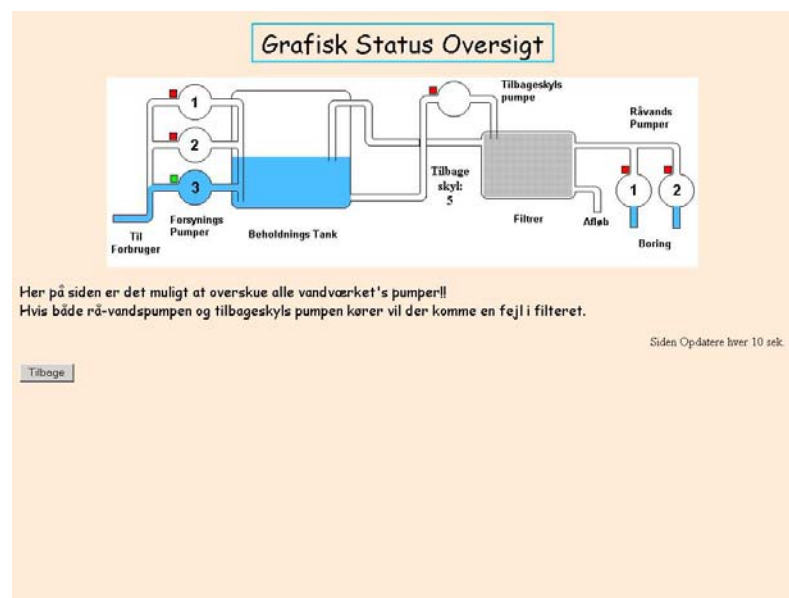 Grafisk Status Oversigt
1
2
3
Til
Forbruger
Forsynings
Pumper
Beholdnings Tank
Tilbage
skyl:
5
Tilbageskyls
pumpe
Filtrer
Afløb
Råvands
Pumper
1
2
Boring
Her på siden er det muligt at overskue alle vandværket's pumper!!
Hvis både rå-vandspumpen og tilbageskyls pumpen kører vil der komme en fejl i filteret.
Siden Opdatere hver 10 sek.
Tilbage